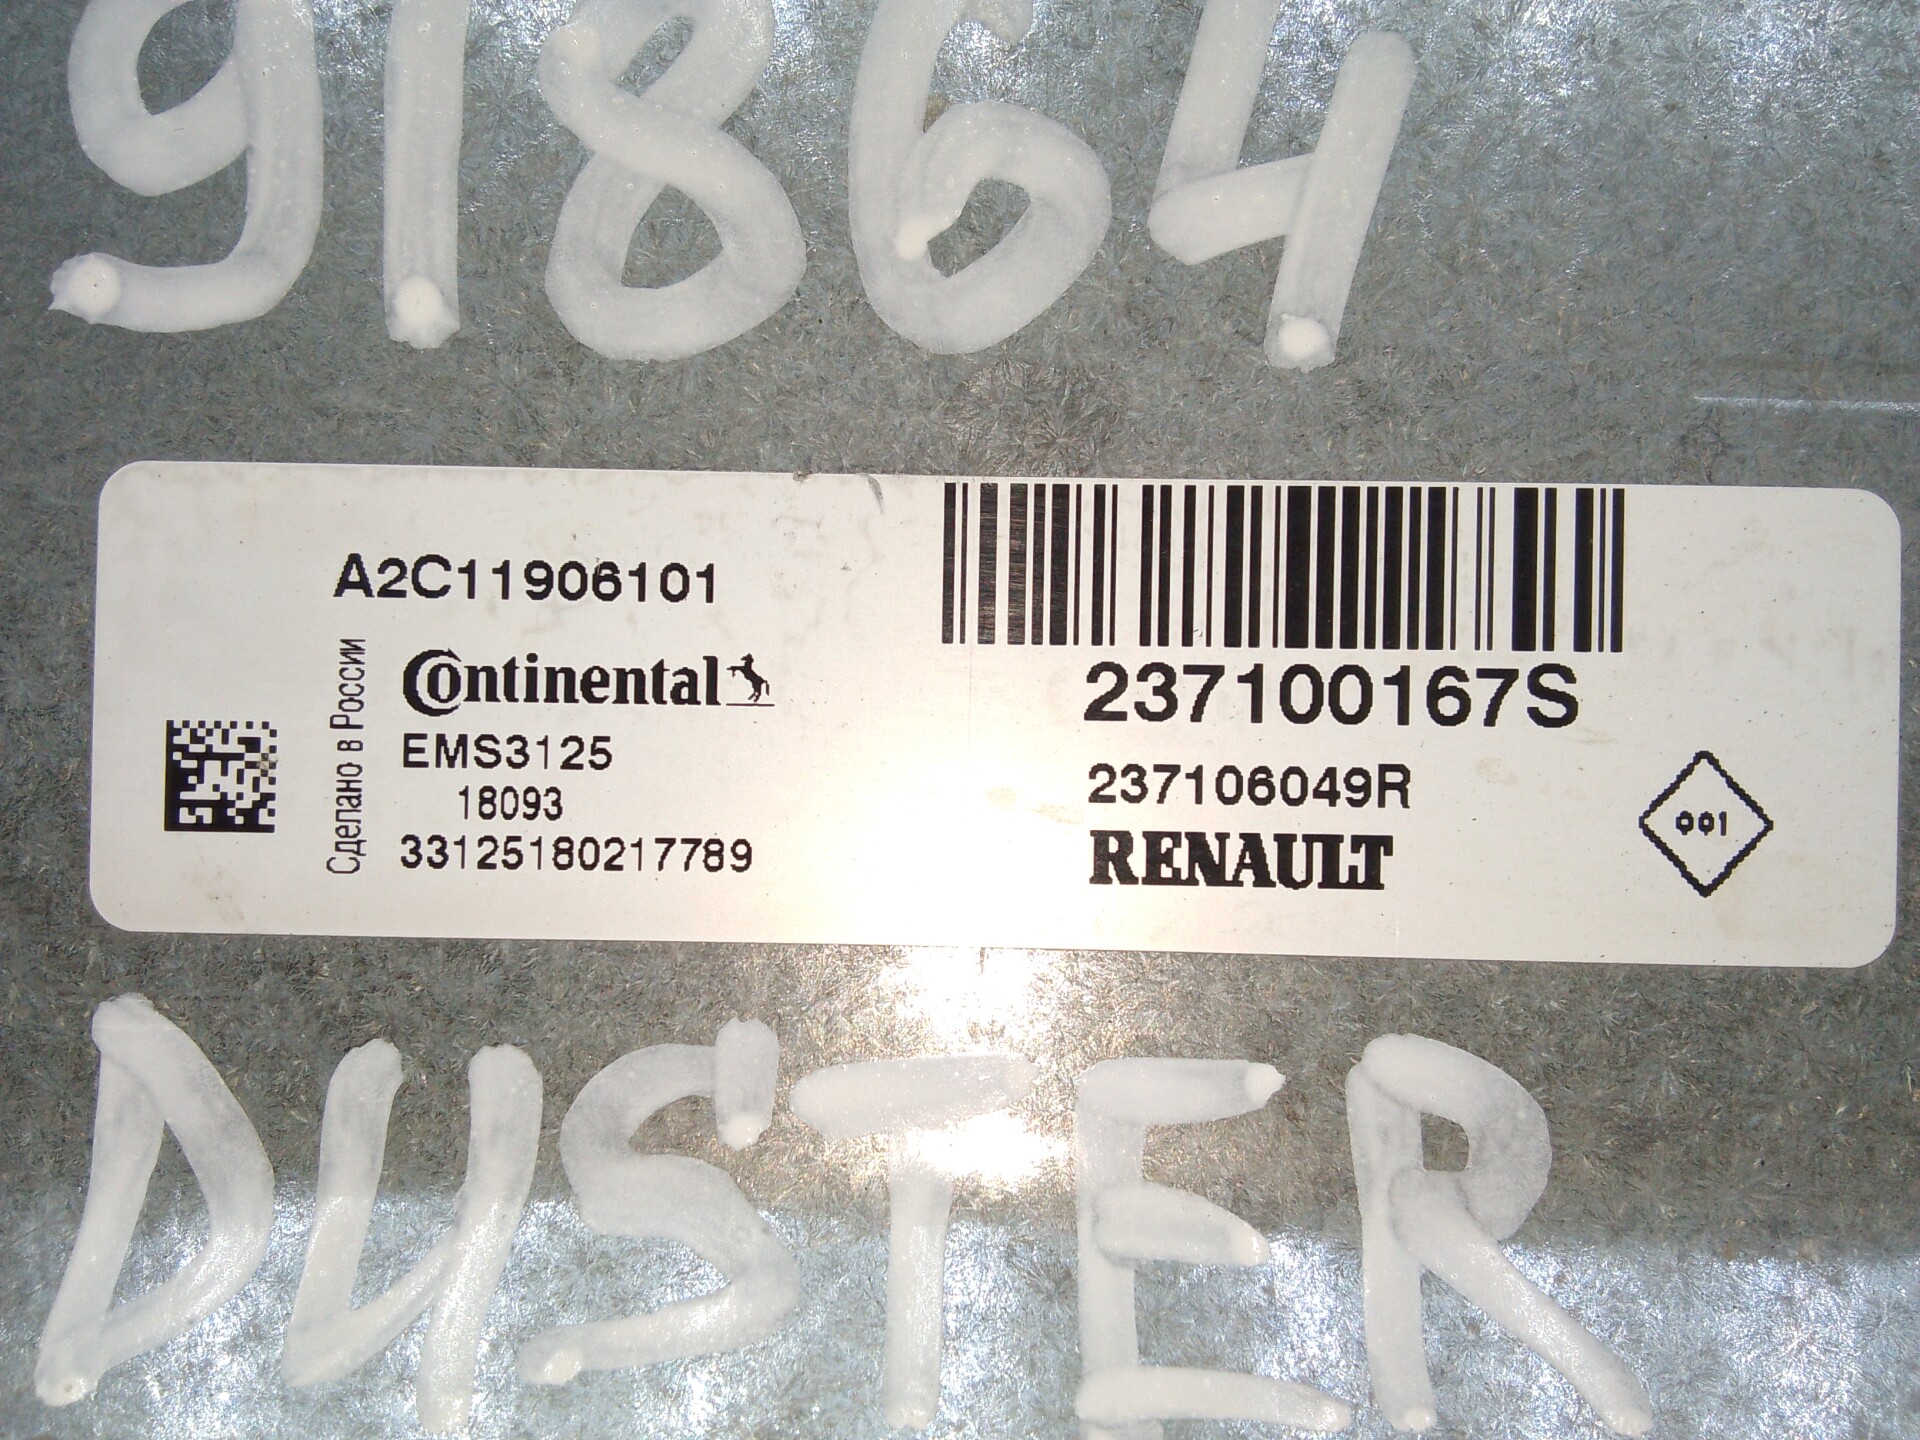 91864
A2C11906101
Сделано в России
Continental
EMS3125
18093
33125180217789
237100167S
237106049R
RENAULT
001
DUSTER